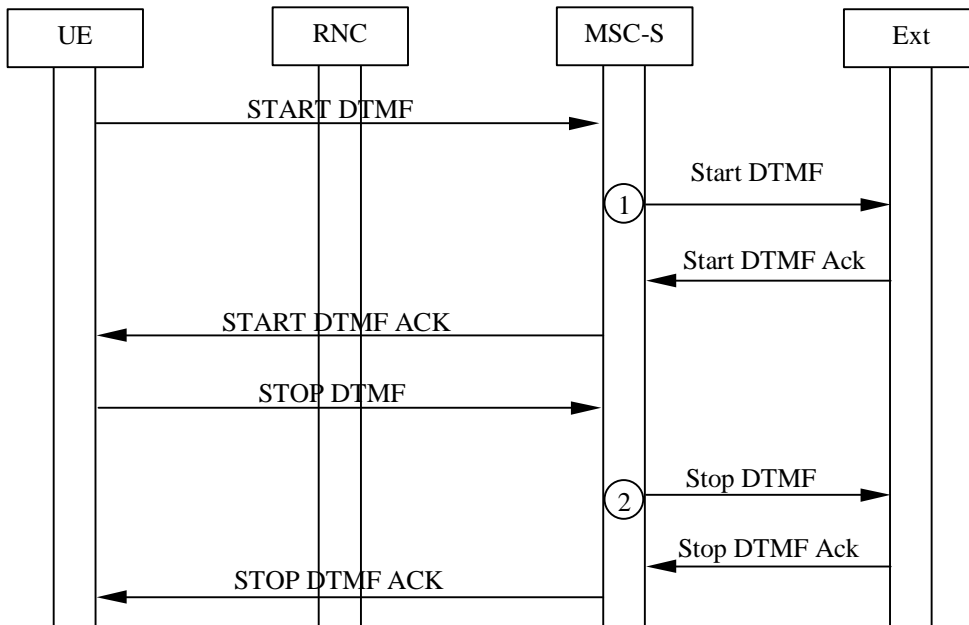 UE
RNC
MSC-S
Ext
START DTMF
Start DTMF
1
Start DTMF Ack
START DTMF ACK
STOP DTMF
Stop DTMF
2
Stop DTMF Ack
STOP DTMF ACK